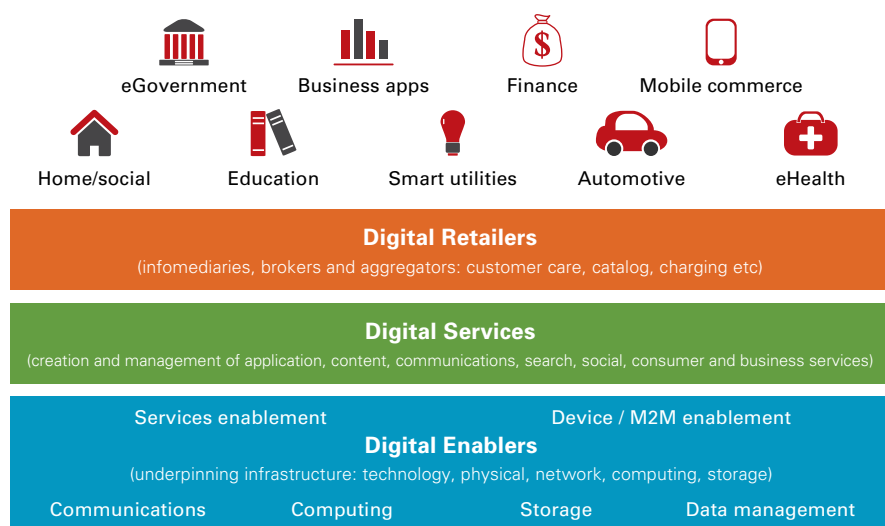 eGovernment Business apps Finance Mobile commerce
Home/social Education Smart utilities Automotive eHealth
Digital Retailers
(infomediaries, brokers and aggregators: customer care, catalog, charging etc)
Digital Services
(creation and management of application, content, communications, search, social, consumer and business services)
Services enablement Device / M2M enablement
Digital Enablers
(underpinning infrastructure: technology, physical, network, computing, storage)
Communications Computing Storage Data management